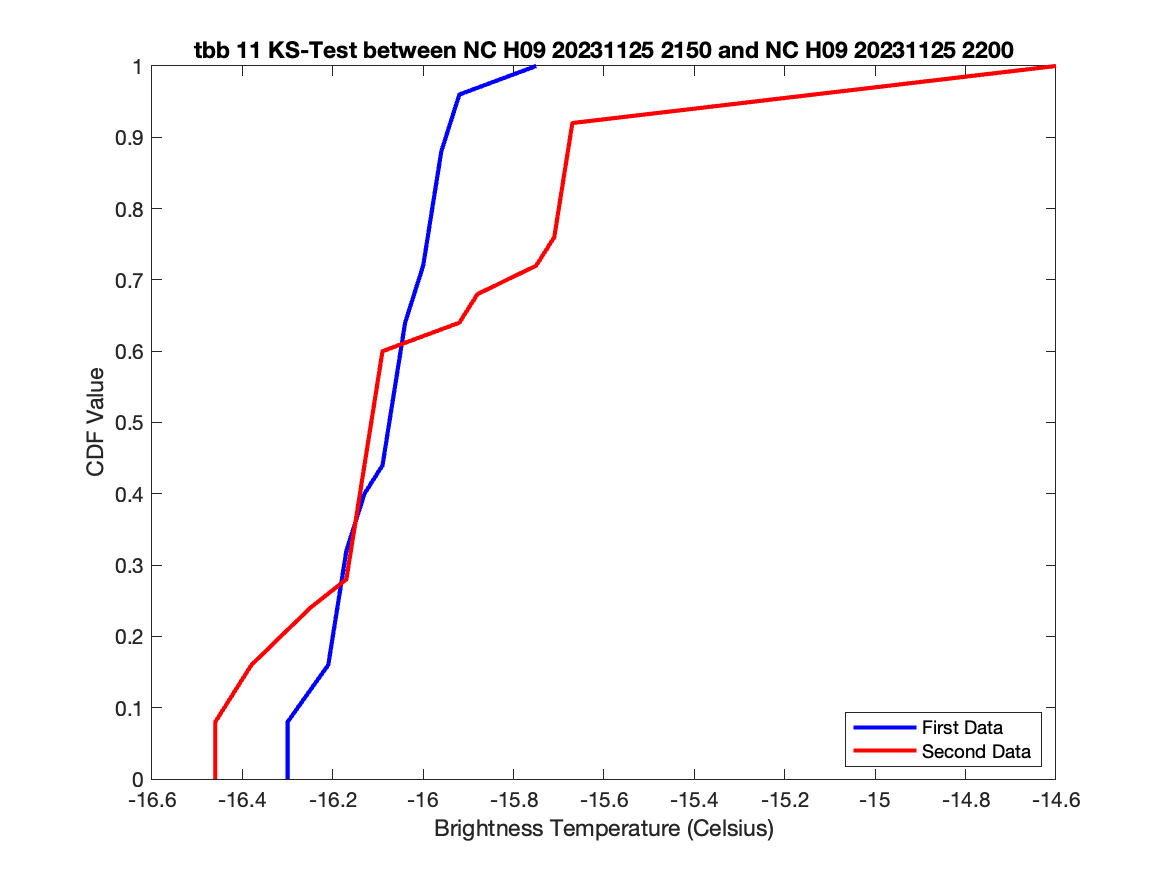 tbb 11 KS-Test between NC H09 20231125 2150 and NC H09 20231125 2200
1
0.9
0.8
0.7
0.6
0.5
0.4
0.3
0.2
0.1
0
CDF Value
-16.6 -16.4 -16.2 -16 -15.8 -15.6 -15.4 -15.2 -15 -14.8 -14.6
Brightness Temperature (Celsius)
First Data
Second Data